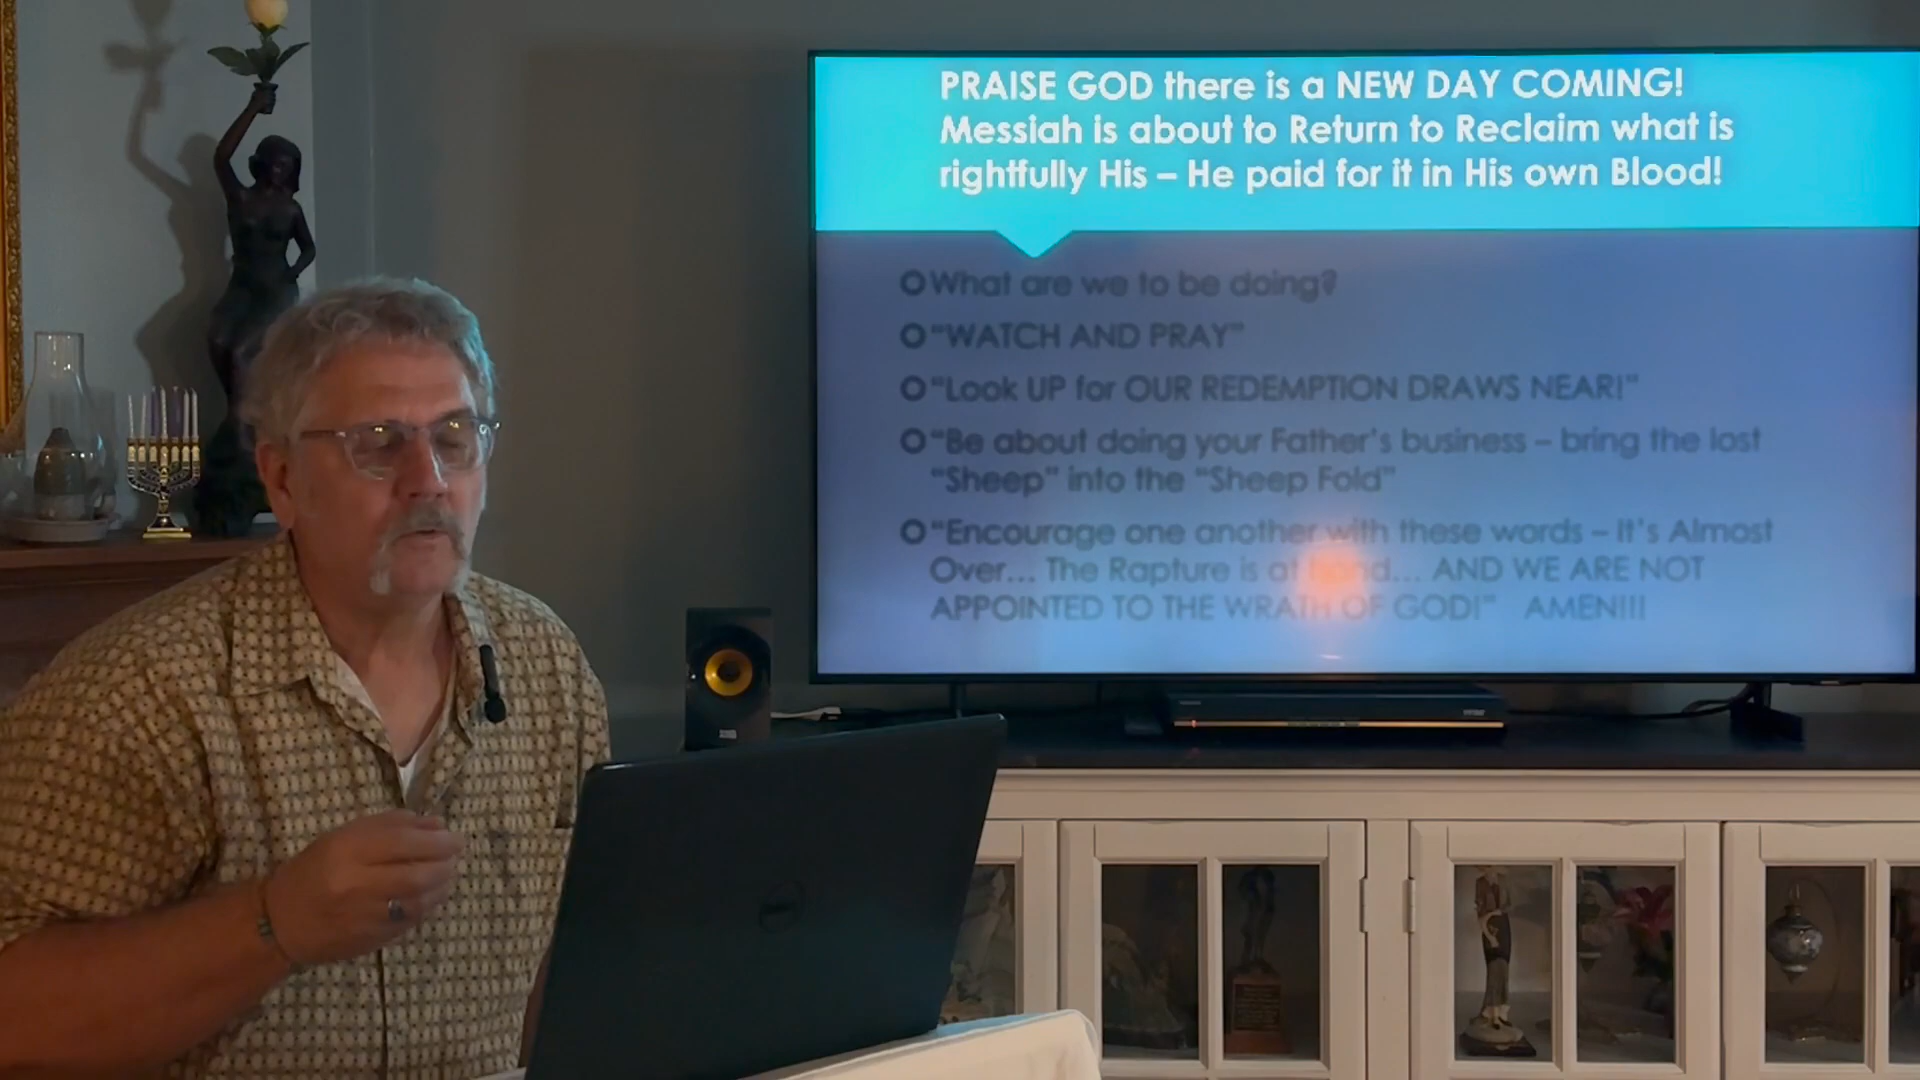 PRAISE GOD there is a NEW DAY COMING!
Messiah is about to Return to Reclaim what is
rightfully His – He paid for it in His own Blood!
What are we to be doing?
“WATCH AND PRAY”
“Look UP for OUR REDEMPTION DRAWS NEAR!”
“Be about doing your Father’s business – bring the lost
“Sheep” into the “Sheep Fold”
“Encourage one another with these words – It’s Almost
Over... The Rapture is at hand... AND WE ARE NOT
APPOINTED TO THE WRATH OF GOD!” AMEN!!!